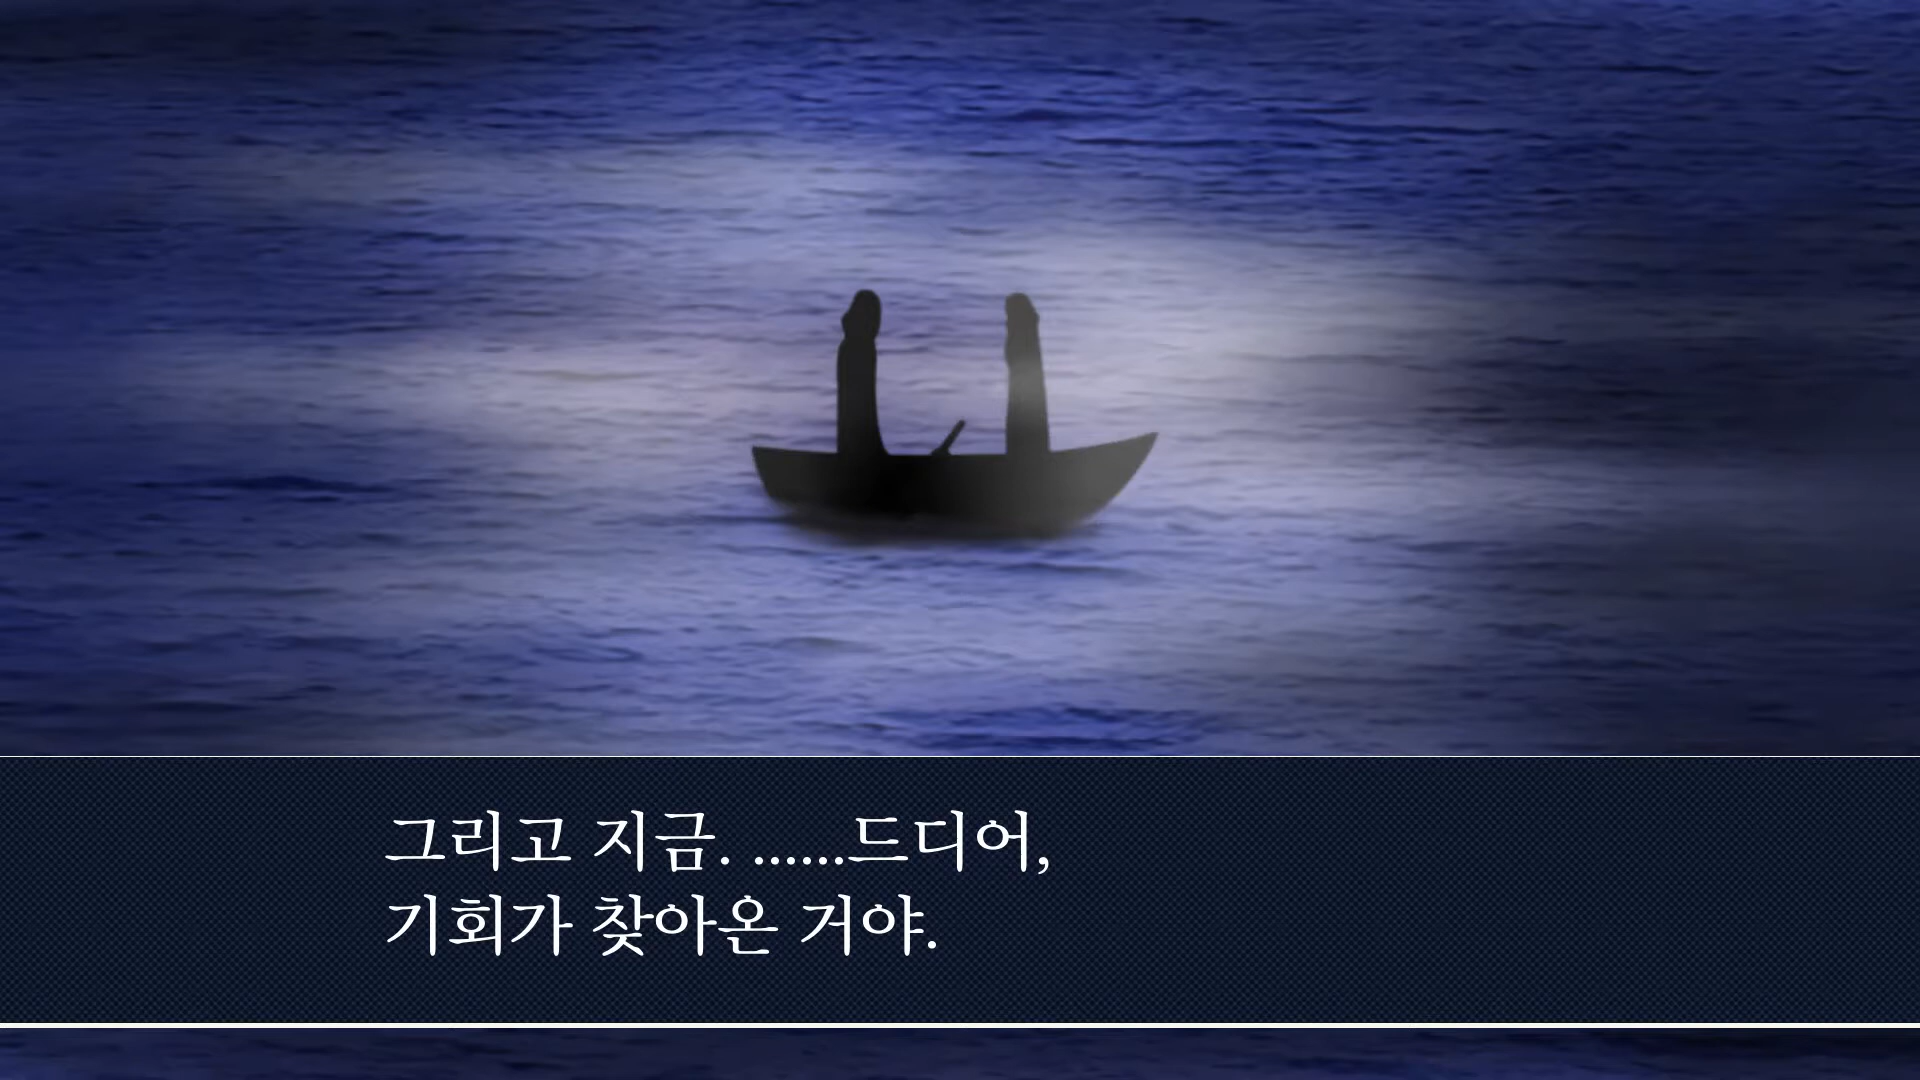 그리고 지금. ......드디어,
기회가 찾아온 거야.